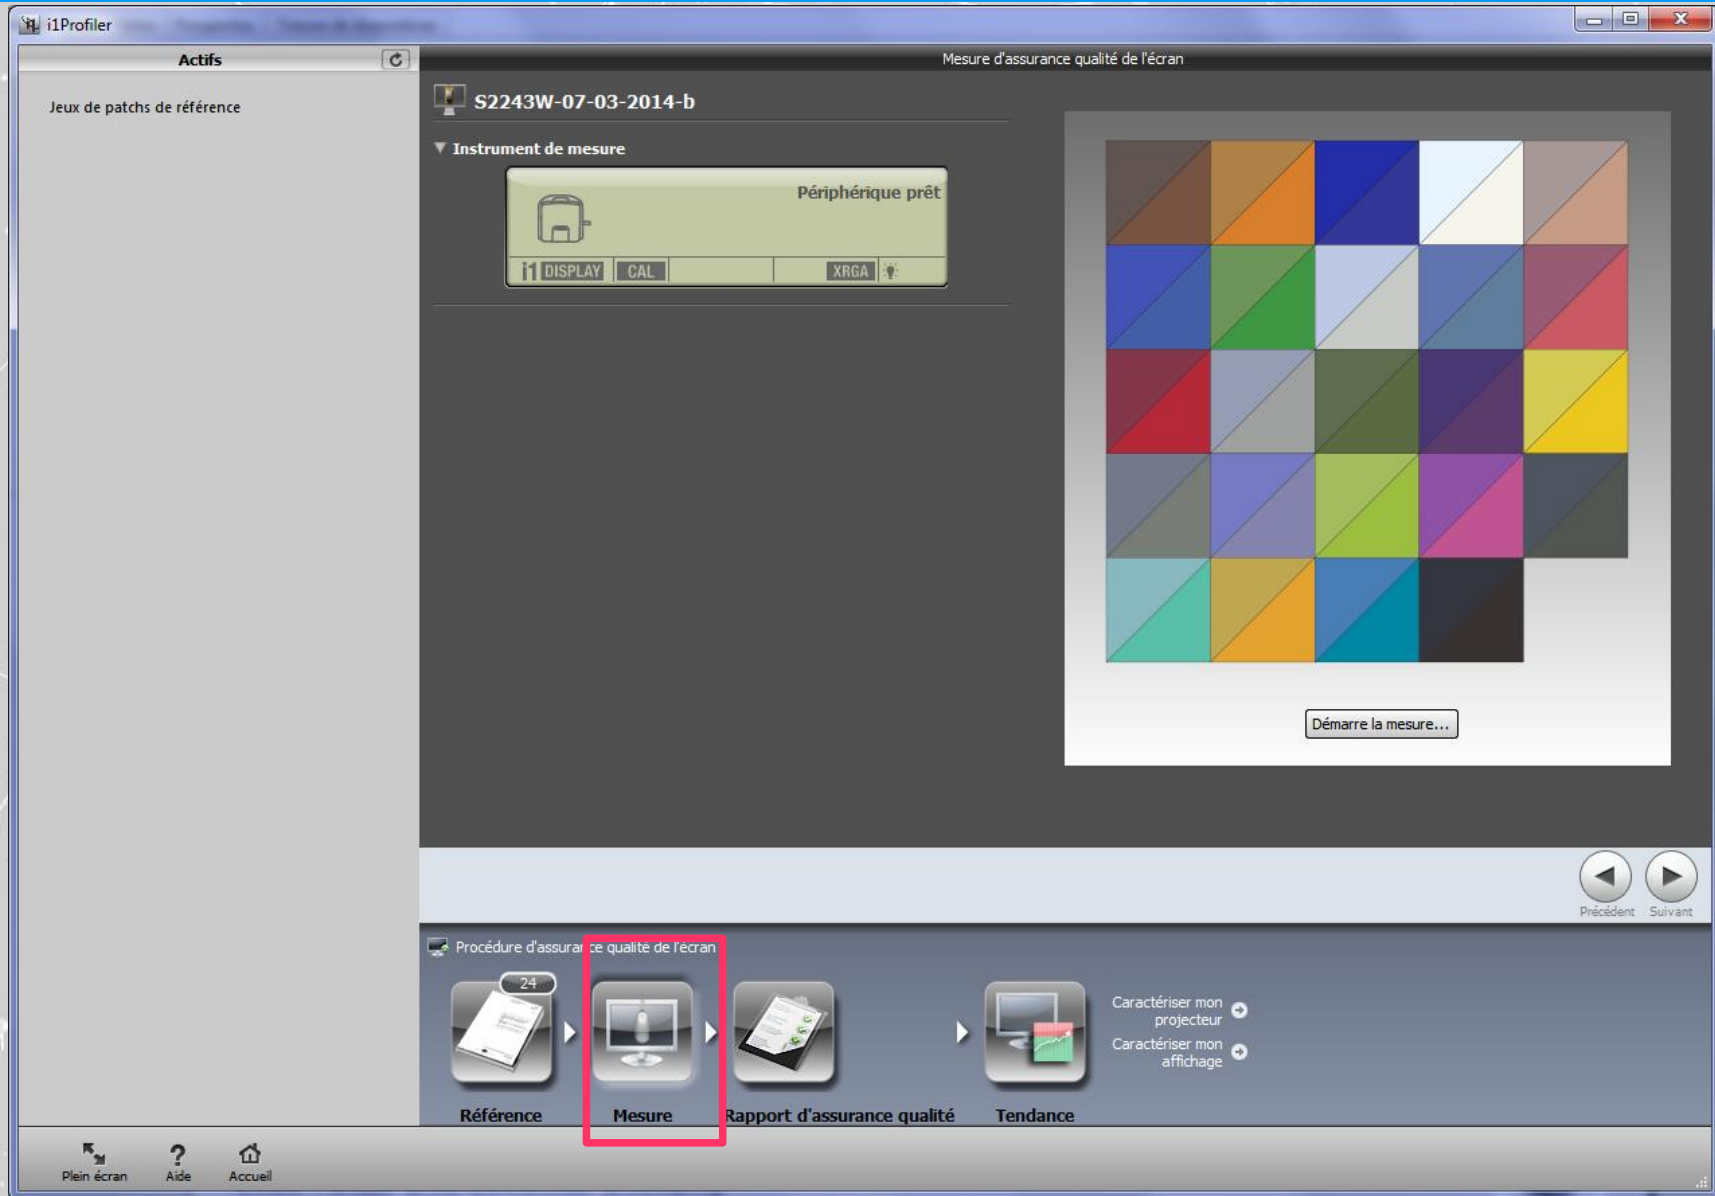 i1Profiler
Actifs
Mesure d'assurance qualité de l'écran
Jeux de patchs de référence
S2243W-07-03-2014-b
Instrument de mesure
Périphérique prêt
i1 DISPLAY CAL XRGA
Démarre la mesure...
Précédent Suivant
Procédure d'assurance qualité de l'écran
24
Caractériser mon
projecteur
Caractériser mon
affichage
Référence Mesure Rapport d'assurance qualité Tendance
Plein écran Aide Accueil